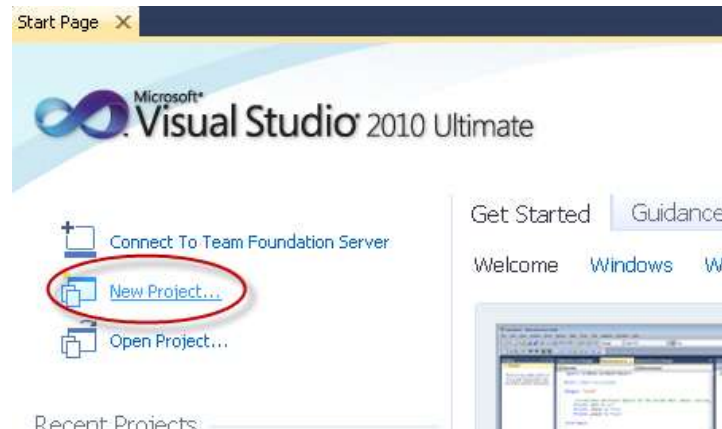 Start Page
Microsoft
Visual Studio 2010 Ultimate
Connect To Team Foundation Server
New Project...
Open Project...
Recent Projects
Get Started Guidance
Welcome Windows W